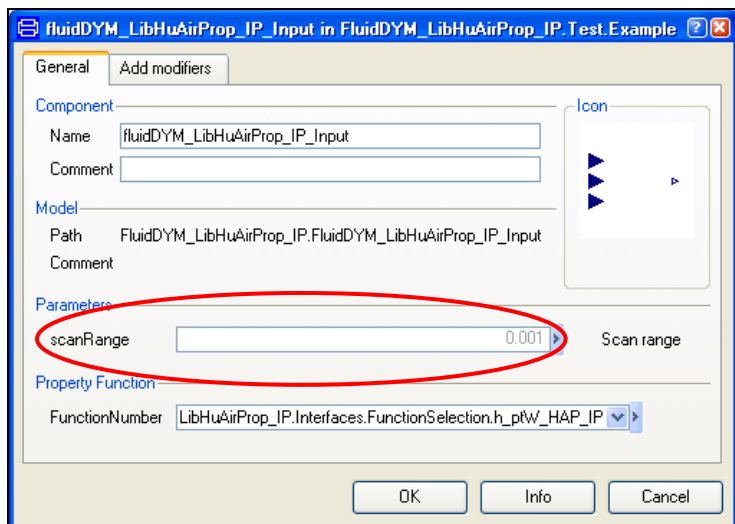 fluidDYM_LibHuAirProp_IP_Input in FluidDYM_LibHuAirProp_IP.Test.Example
General Add modifiers
Component Icon
Name fluidDYM_LibHuAirProp_IP_Input
Comment
Model
Path FluidDYM_LibHuAirProp_IP.FluidDYM_LibHuAirProp_IP_Input
Comment
Parameters
scanRange 0.001 Scan range
Property Function
FunctionNumber LibHuAirProp_IP.Interfaces.FunctionSelection.h_ptW_HAP_IP
OK Info Cancel